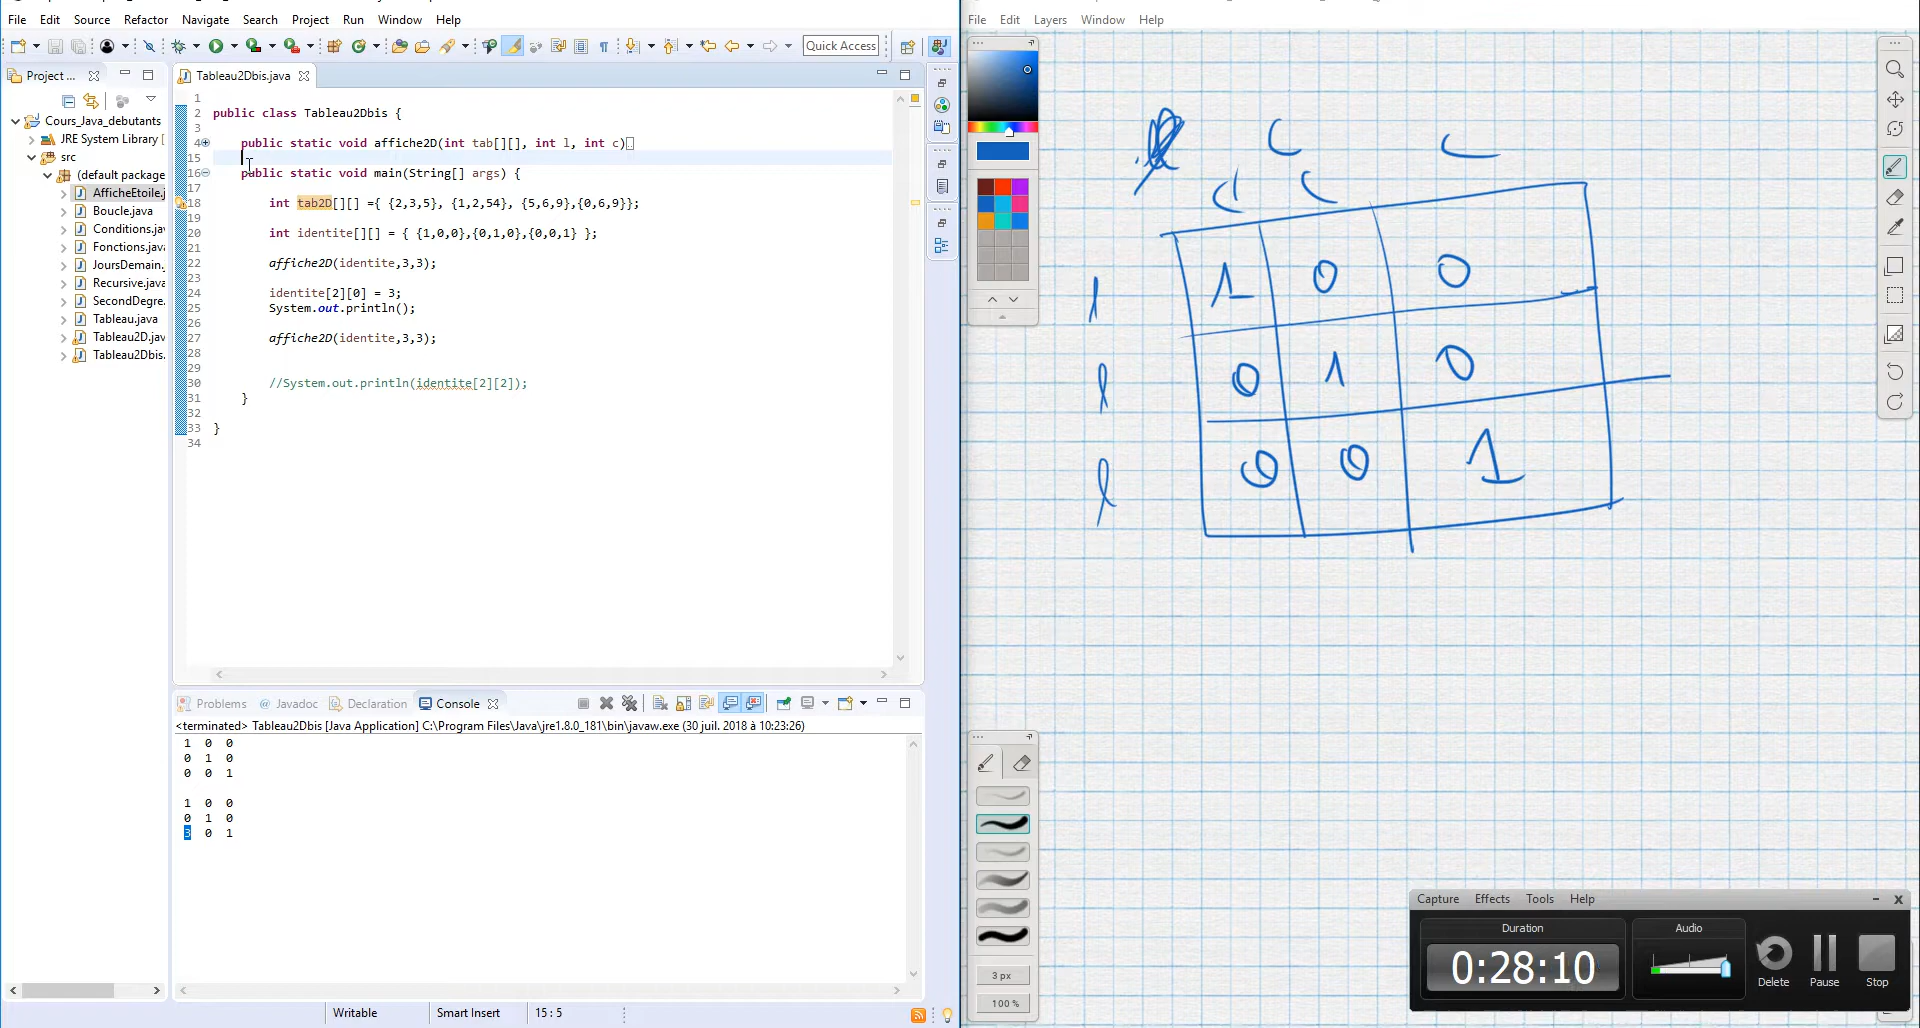 File Edit Source Refactor Navigate Search Project Run Window Help
Quick Access
Project ...
Cours_Java_debutants
JRE System Library [
src
(default package
AfficheEtoile.j
Boucle.java
Conditions.jav
Fonctions.java
JoursDemain.
Recursive.java
SecondDegre.
Tableau.java
Tableau2D.jav
Tableau2Dbis.
Tableau2Dbis.java
1
2 public class Tableau2Dbis {
3
4 public static void affiche2D(int tab[][], int l, int c)
15
16 public static void main(String[] args) {
17
18 int tab2D[][] ={ {2,3,5}, {1,2,54}, {5,6,9},{0,6,9}};
20 int identite[][] = { {1,0,0},{0,1,0},{0,0,1} };
21
22 affiche2D(identite,3,3);
23
24 identite[2][0] = 3;
25 System.out.println();
26
27 affiche2D(identite,3,3);
28
29
30 //System.out.println(identite[2][2]);
31 }
32
33 }
34
Problems @ Javadoc Declaration Console
<terminated> Tableau2Dbis [Java Application] C:\Program Files\Java\jre1.8.0_181\bin\javaw.exe (30 juil. 2018 à 10:23:26)
1 0 0
0 1 0
0 0 1
1 0 0
0 1 0
3 0 1
Writable Smart Insert 15 : 5
File Edit Layers Window Help
c c
c c
l 1 0 0
l 0 1 0
l 0 0 1
3 px
100 %
Capture Effects Tools Help
Duration
0:28:10
Audio
Delete Pause Stop